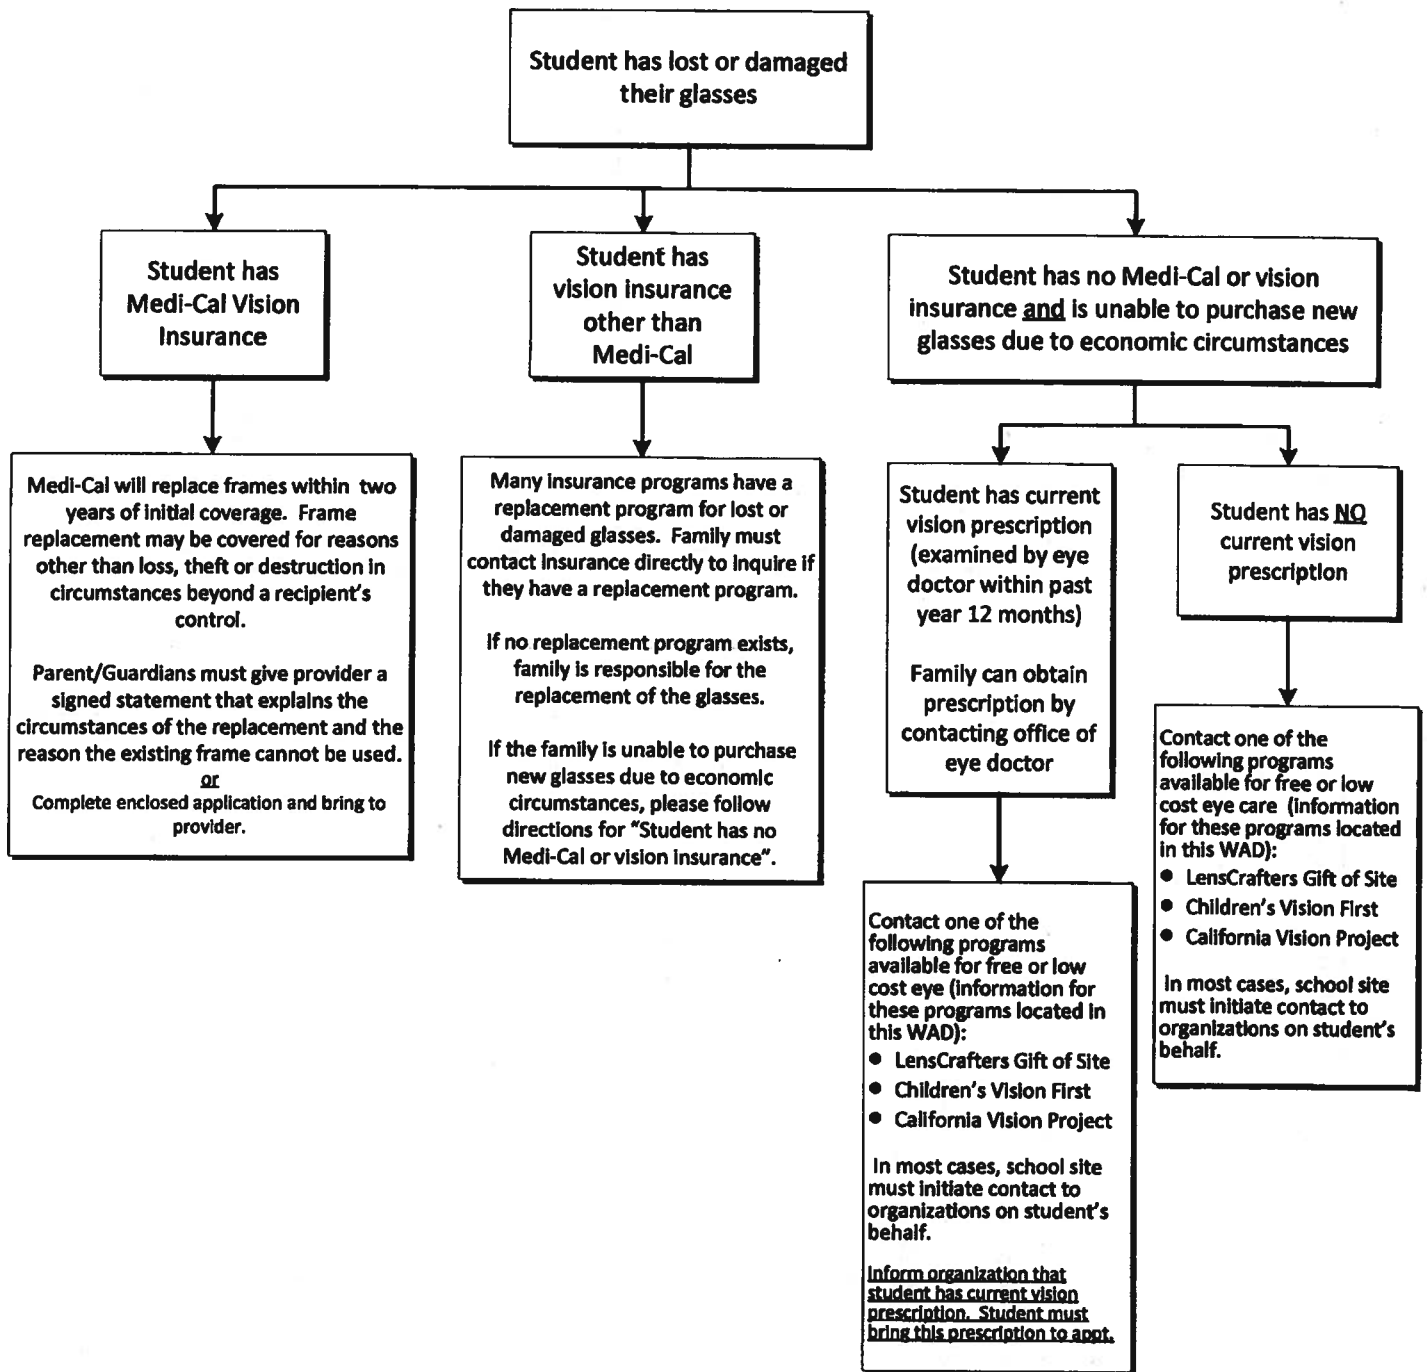 Student has lost or damaged
their glasses
Student has
Medi-Cal Vision
Insurance
Student has
vision insurance
other than
Medi-Cal
Student has no Medi-Cal or vision
insurance and is unable to purchase new
glasses due to economic circumstances
Medi-Cal will replace frames within two
years of initial coverage. Frame
replacement may be covered for reasons
other than loss, theft or destruction in
circumstances beyond a recipient's
control.
Parent/Guardians must give provider a
signed statement that explains the
circumstances of the replacement and the
reason the existing frame cannot be used.
or
Complete enclosed application and bring to
provider.
Many insurance programs have a
replacement program for lost or
damaged glasses. Family must
contact insurance directly to inquire if
they have a replacement program.
If no replacement program exists,
family is responsible for the
replacement of the glasses.
If the family is unable to purchase
new glasses due to economic
circumstances, please follow
directions for "Student has no
Medi-Cal or vision insurance".
Student has current
vision prescription
(examined by eye
doctor within past
year 12 months)
Family can obtain
prescription by
contacting office of
eye doctor
Student has NO
current vision
prescription
Contact one of the
following programs
available for free or low
cost eye (information for
these programs located in
this WAD):
● LensCrafters Gift of Site
● Children's Vision First
● California Vision Project
In most cases, school site
must initiate contact to
organizations on student's
behalf.
Inform organization that
student has current vision
prescription. Student must
bring this prescription to appt.
Contact one of the
following programs
available for free or low
cost eye care (information
for these programs located
in this WAD):
● LensCrafters Gift of Site
● Children's Vision First
● California Vision Project
In most cases, school site
must initiate contact to
organizations on student's
behalf.